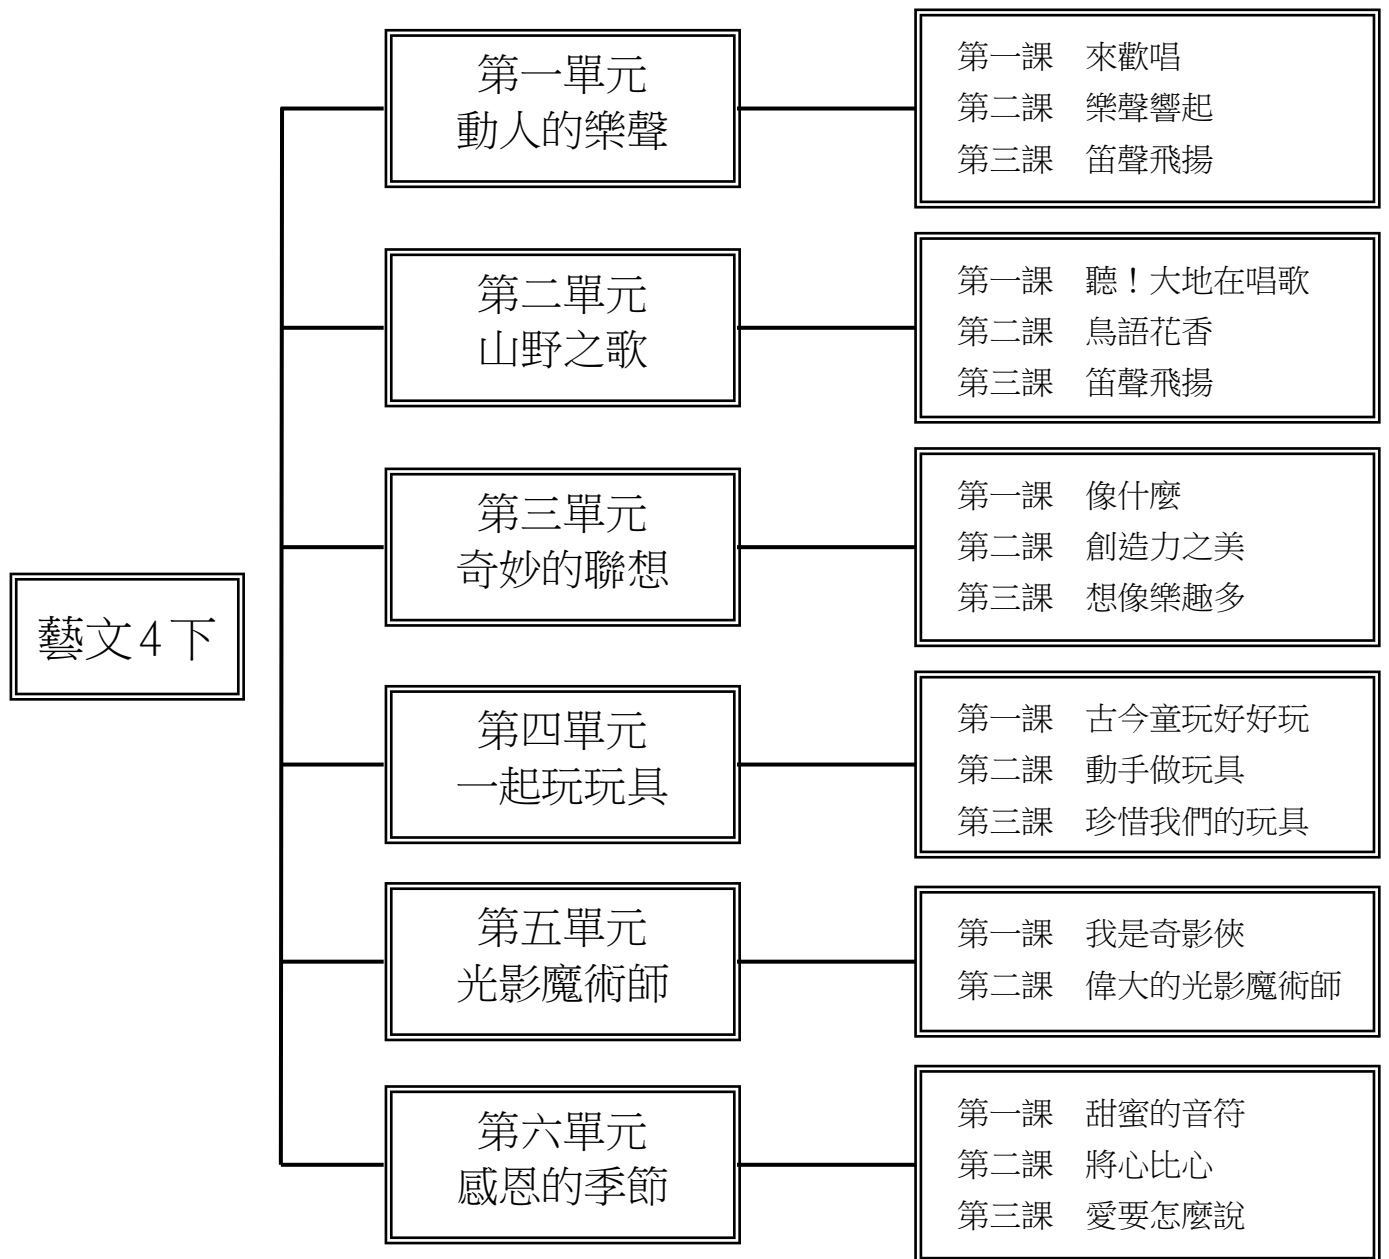 藝文4下
第一單元
動人的樂聲
第一課　來歡唱
第二課　樂聲響起
第三課　笛聲飛揚
第二單元
山野之歌
第一課　聽！大地在唱歌
第二課　鳥語花香
第三課　笛聲飛揚
第三單元
奇妙的聯想
第一課　像什麼
第二課　創造力之美
第三課　想像樂趣多
第四單元
一起玩玩具
第一課　古今童玩好好玩
第二課　動手做玩具
第三課　珍惜我們的玩具
第五單元
光影魔術師
第一課　我是奇影俠
第二課　偉大的光影魔術師
第六單元
感恩的季節
第一課　甜蜜的音符
第二課　將心比心
第三課　愛要怎麼說